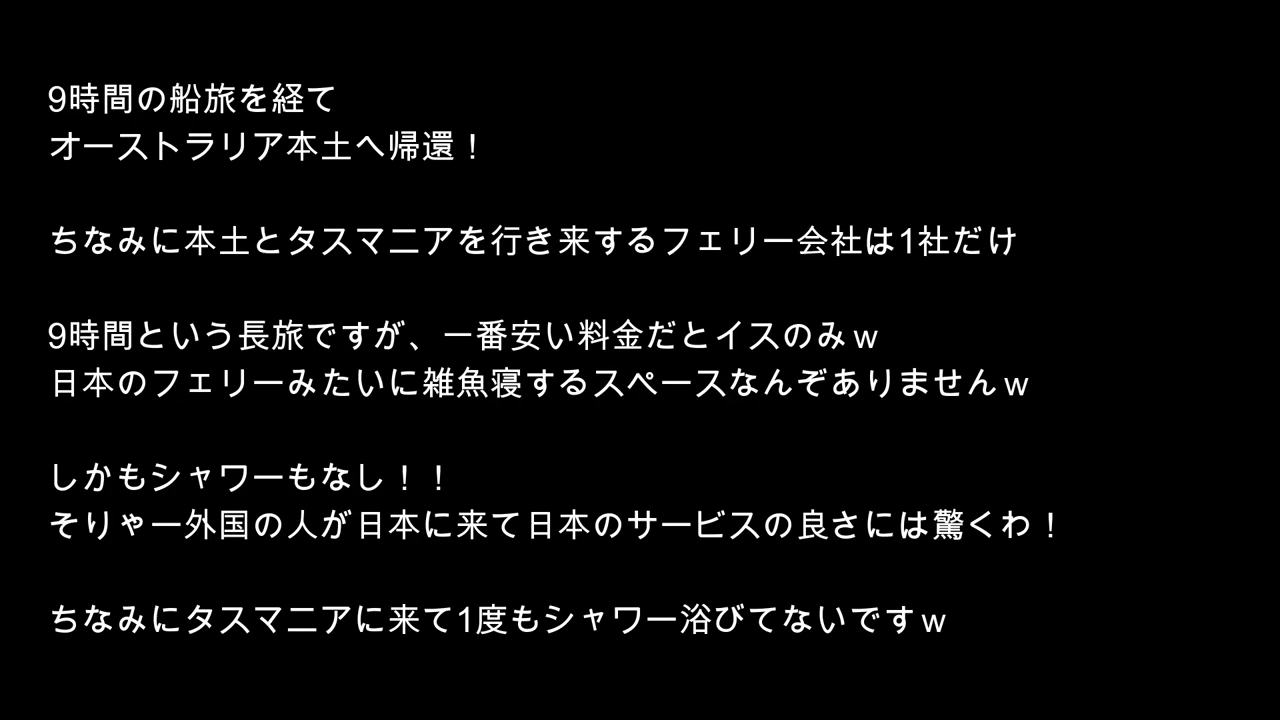 9時間の船旅を経て
オーストラリア本土へ帰還！
ちなみに本土とタスマニアを行き来するフェリー会社は1社だけ
9時間という長旅ですが、一番安い料金だとイスのみｗ
日本のフェリーみたいに雑魚寝するスペースなんぞありませんｗ
しかもシャワーもなし！！
そりゃー外国の人が日本に来て日本のサービスの良さには驚くわ！
ちなみにタスマニアに来て1度もシャワー浴びてないですｗ